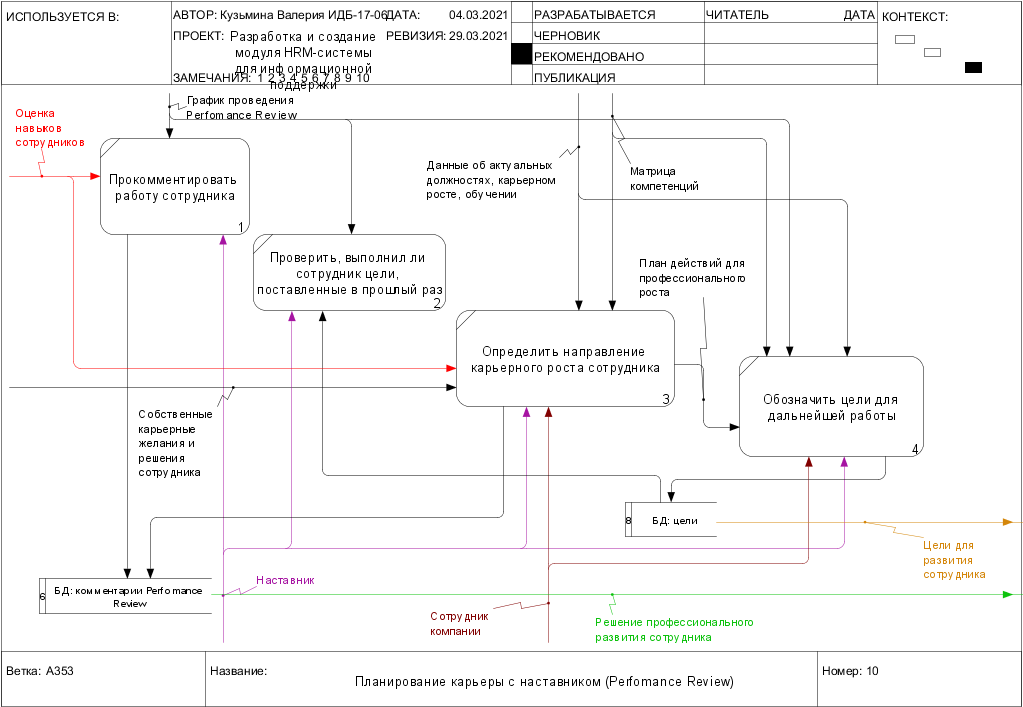 ИСПОЛЬЗУЕТСЯ В:
АВТОР: Кузьмина Валерия ИДБ-17-06
ДАТА: 04.03.2021
ПРОЕКТ: Разработка и создание
модуля HRM-системы
для информационной
поддержки
РЕВИЗИЯ: 29.03.2021
ЗАМЕЧАНИЯ: 1 2 3 4 5 6 7 8 9 10
РАЗРАБАТЫВАЕТСЯ
ЧЕРНОВИК
РЕКОМЕНДОВАНО
ПУБЛИКАЦИЯ
ЧИТАТЕЛЬ
ДАТА
КОНТЕКСТ:
График проведения
Perfomance Review
Оценка
навыков
сотрудников
Прокомментировать
работу сотрудника
1
Данные об актуальных
должностях, карьерном
росте, обучении
Матрица
компетенций
Проверить, выполнил ли
сотрудник цели,
поставленные в прошлый раз
2
План действий для
профессионального
роста
Определить направление
карьерного роста сотрудника
3
Обозначить цели для
дальнейшей работы
4
Собственные
карьерные
желания и
решения
сотрудника
8
БД: цели
Цели для
развития
сотрудника
Наставник
6
БД: комментарии Perfomance
Review
Сотрудник
компании
Решение профессионального
развития сотрудника
Ветка: A353
Название:
Планирование карьеры с наставником (Perfomance Review)
Номер: 10